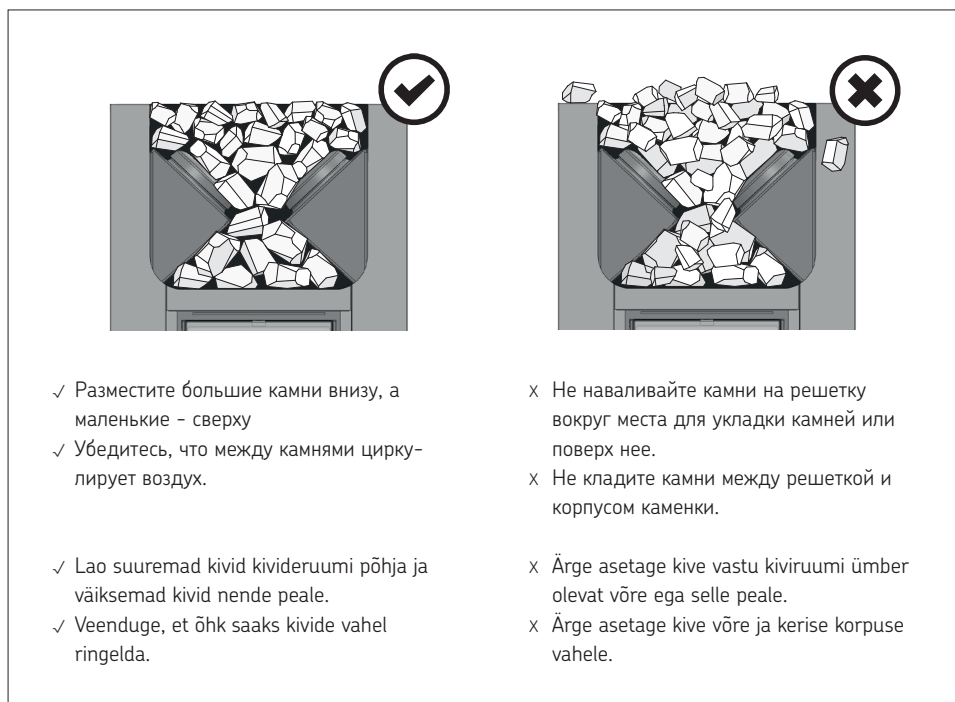 ✓ Разместите большие камни внизу, а
маленькие - сверху
✓ Убедитесь, что между камнями цирку-
лирует воздух.
x Не наваливайте камни на решетку
вокруг места для укладки камней или
поверх нее.
x Не кладите камни между решеткой и
корпусом каменки.
✓ Lao suuremad kivid kivideruumi põhja ja
väiksemad kivid nende peale.
✓ Veenduge, et õhk saaks kivide vahel
ringelda.
x Ärge asetage kive vastu kiviruumi ümber
olevat võre ega selle peale.
x Ärge asetage kive võre ja kerise korpuse
vahele.